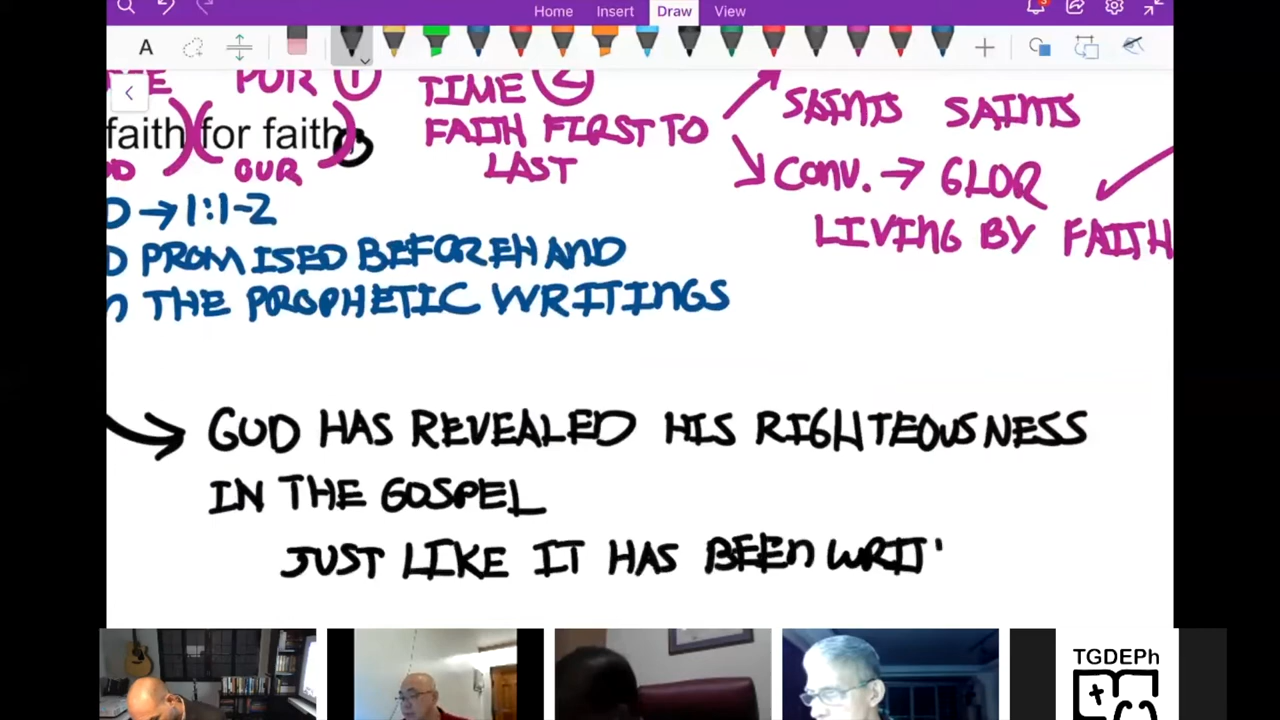 Home Insert Draw View
A
PUR ①
TIME ②
SAINTS SAINTS
faith) (for faith)
FAITH FIRST TO
LAST
OUR
CONV. → GLOR
LIVING BY FAITH
→ 1:1-2
PROMISED BEFOREHAND
THE PROPHETIC WRITINGS
→ GOD HAS REVEALED HIS RIGHTEOUSNESS
IN THE GOSPEL
JUST LIKE IT HAS BEEN WRIT
TGDEPh